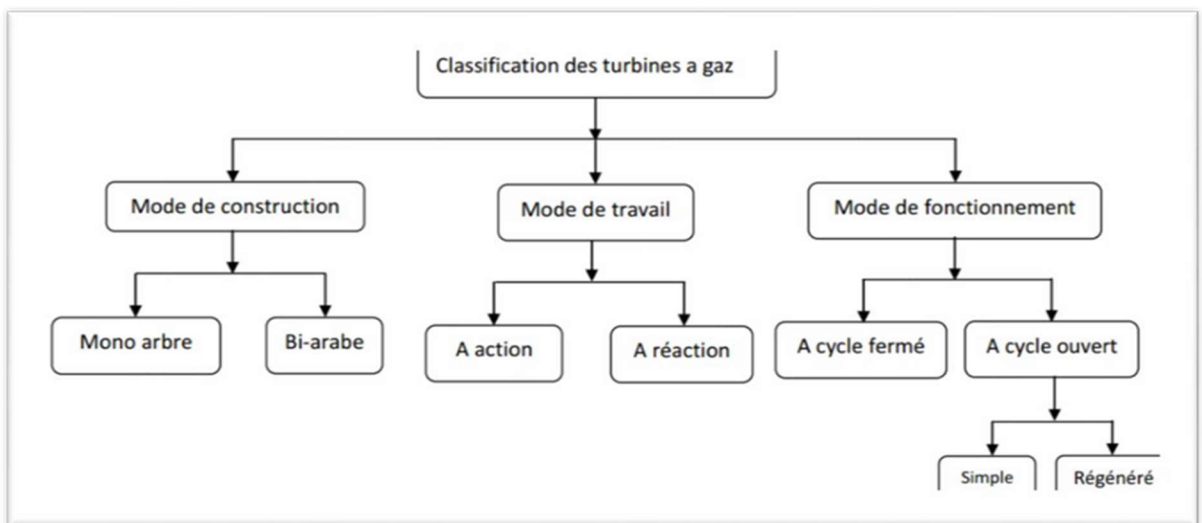 Classification des turbines a gaz
Mode de construction
Mode de travail
Mode de fonctionnement
Mono arbre
Bi-arabe
A action
A réaction
A cycle fermé
A cycle ouvert
Simple
Régénéré